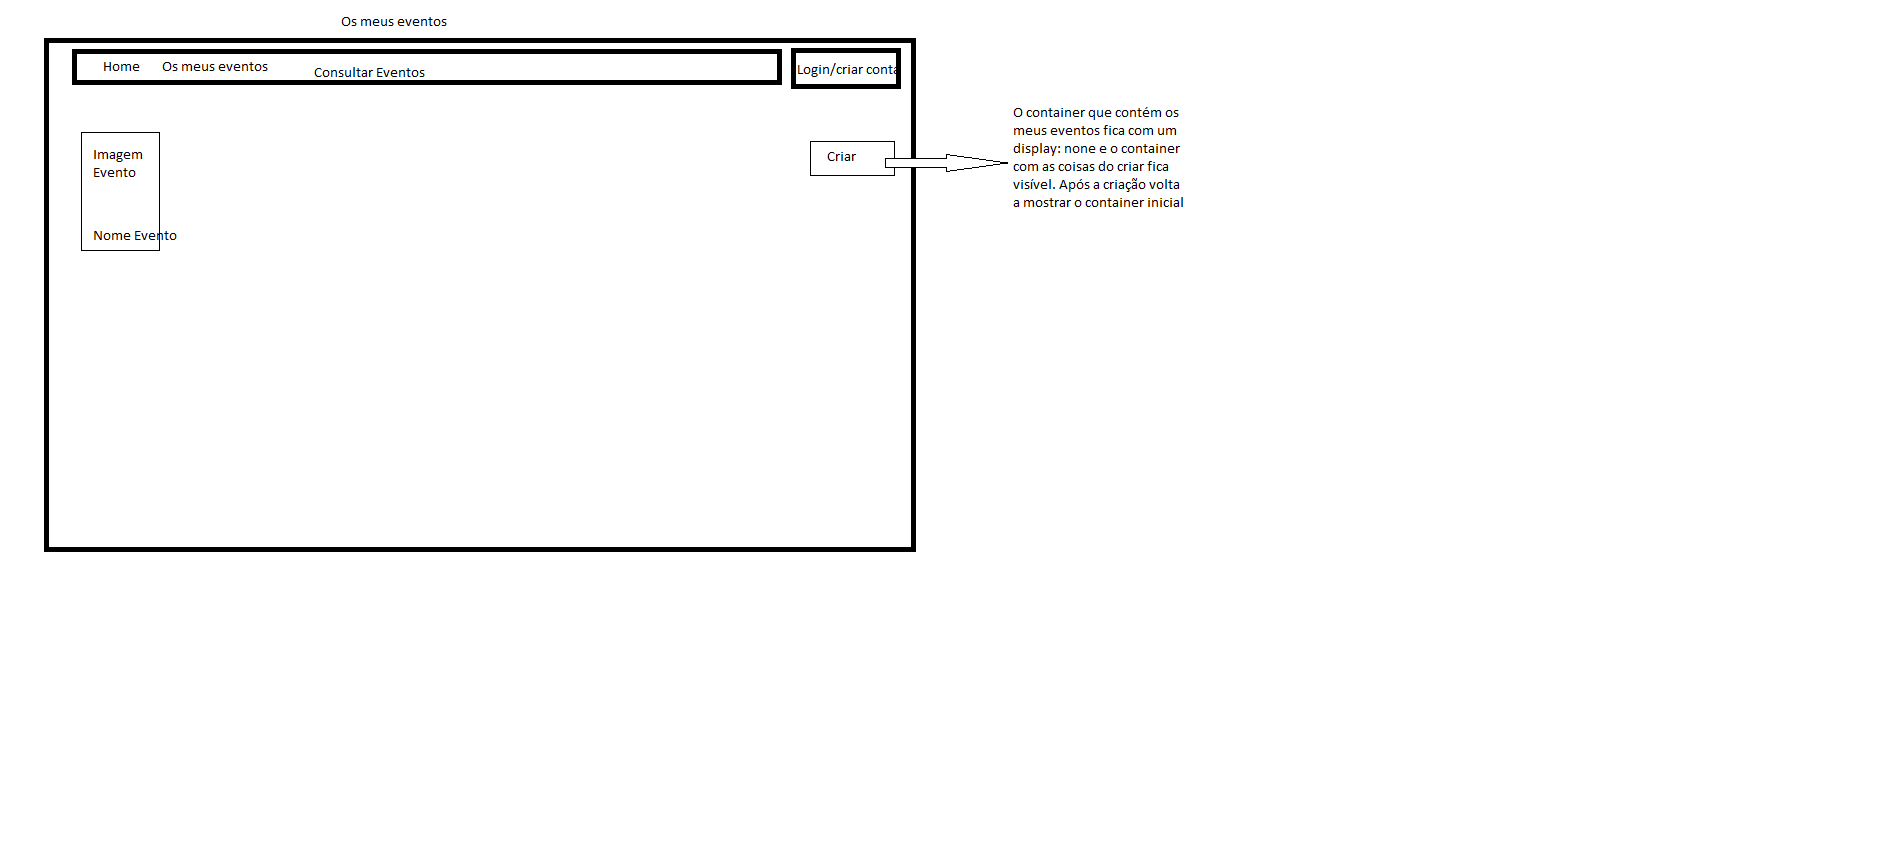 Os meus eventos
Home
Os meus eventos
Consultar Eventos
Login/criar conta
Imagem
Evento
Nome Evento
Criar
O container que contém os
meus eventos fica com um
display: none e o container
com as coisas do criar fica
visível. Após a criação volta
a mostrar o container inicial